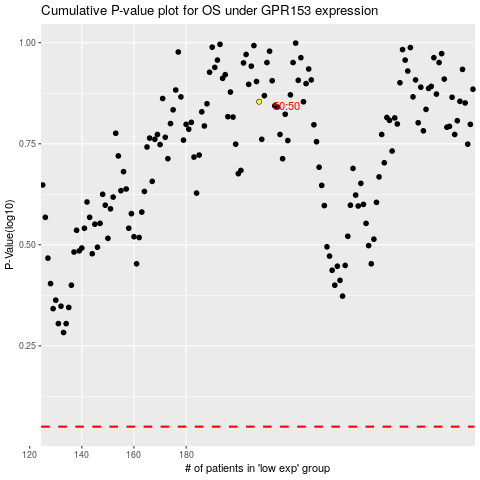 Cumulative P-value plot for OS under GPR153 expression
P-Value(log10)
1.00
0.75
0.50
0.25
50:50
120 140 160 180
# of patients in 'low exp' group